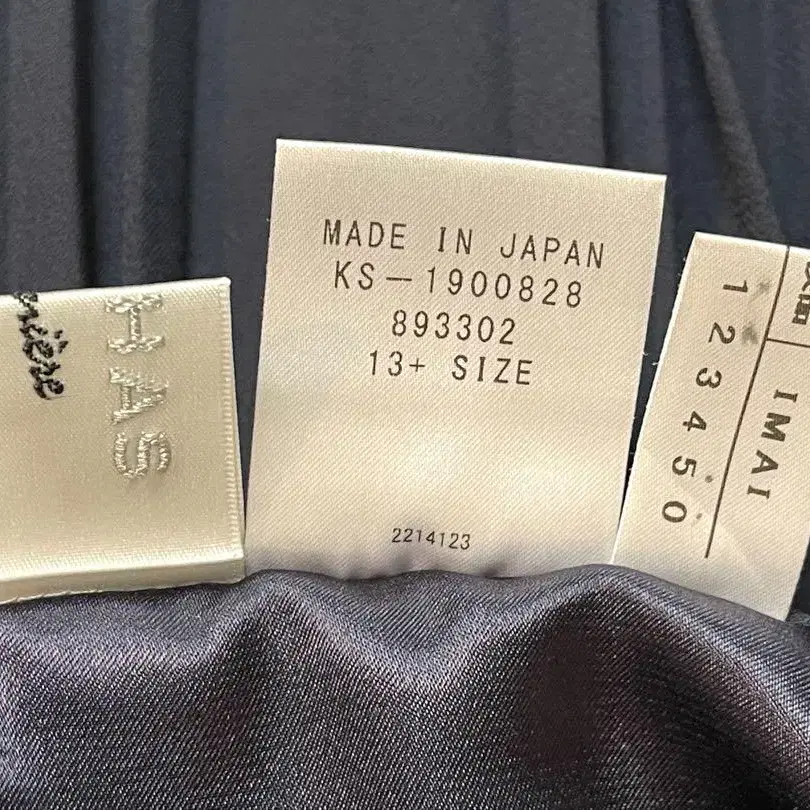 HAS
MADE IN JAPAN
KS-1900828
893302
13+ SIZE
2214123
IMAI
123450